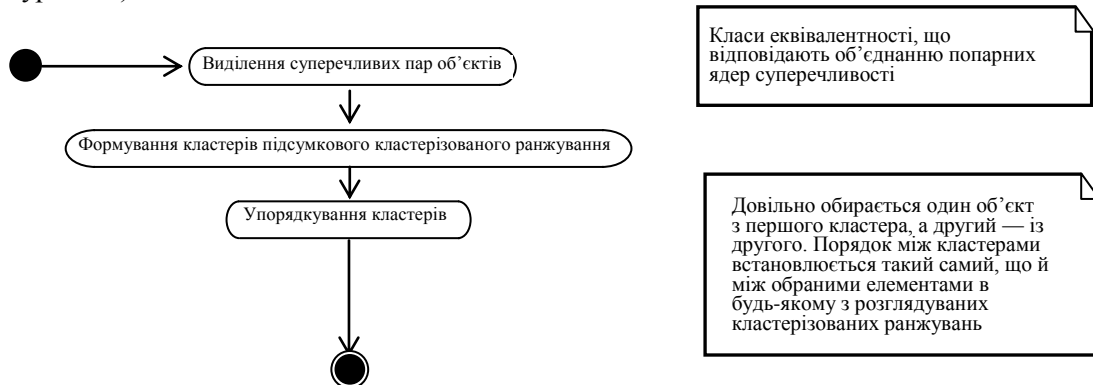 Виділення суперечливих пар об’єктів
Формування кластерів підсумкового кластерізованого ранжування
Упорядкування кластерів
Класи еквівалентності, що
відповідають об’єднанню попарних
ядер суперечливості
Довільно обирається один об’єкт
з першого кластера, а другий — із
другого. Порядок між кластерами
встановлюється такий самий, що й
між обраними елементами в
будь-якому з розглядуваних
кластерізованих ранжувань